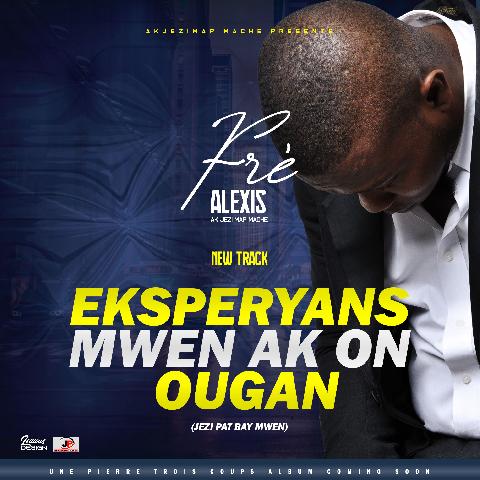 AKJEZIMAP MACHE PRESENTE
Frè
ALEXIS
AK JEZI MAP MACHE
NEW TRACK
EKSPERYANS
MWEN AK ON
OUGAN
(JEZI PAT BAY MWEN)
DESIGN
UNE PIERRE TROIS COUPS ALBUM COMING SOON